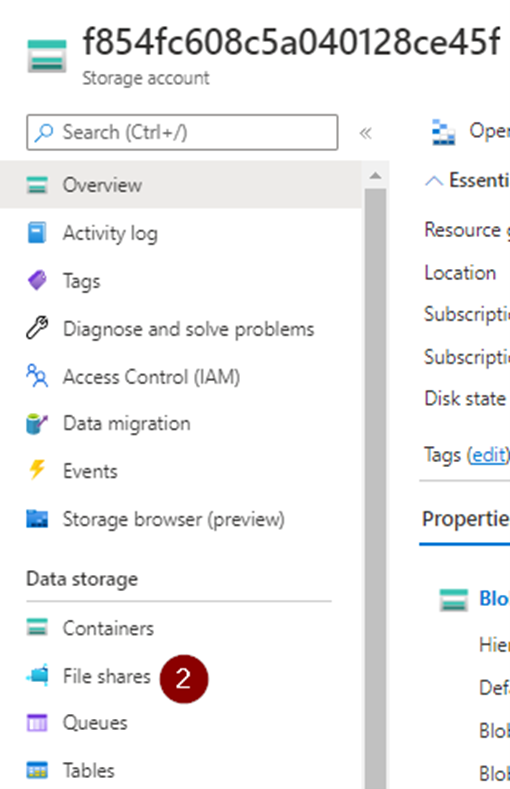 f854fc608c5a040128ce45f
Storage account
Search (Ctrl+/)
«
Overview
Activity log
Tags
Diagnose and solve problems
Access Control (IAM)
Data migration
Events
Storage browser (preview)
Data storage
Containers
File shares 2
Queues
Tables
Oper
Essenti
Resource g
Location
Subscriptio
Subscriptio
Disk state
Tags (edit)
Propertie
Blo
Hier
Defa
Blob
Blob